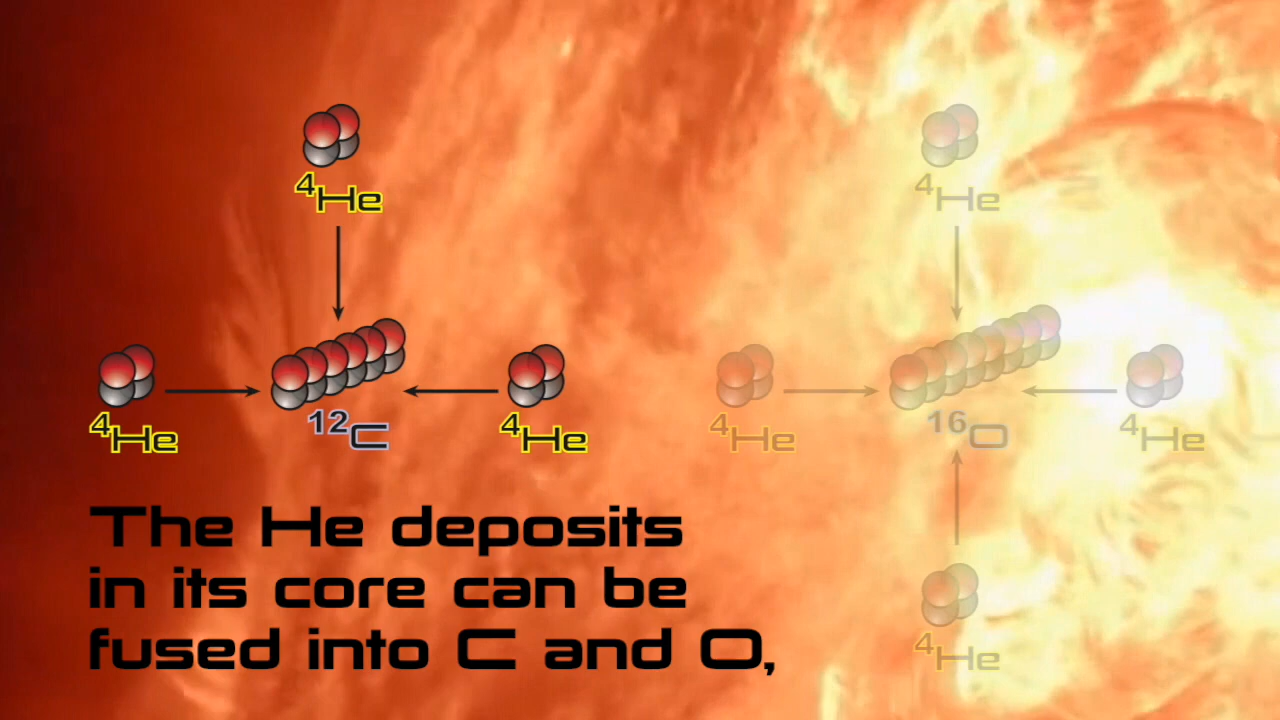 ⁴He
⁴He
⁴He
¹²C
⁴He
⁴He
¹⁶O
⁴He
The He deposits
in its core can be
fused into C and O,
⁴He